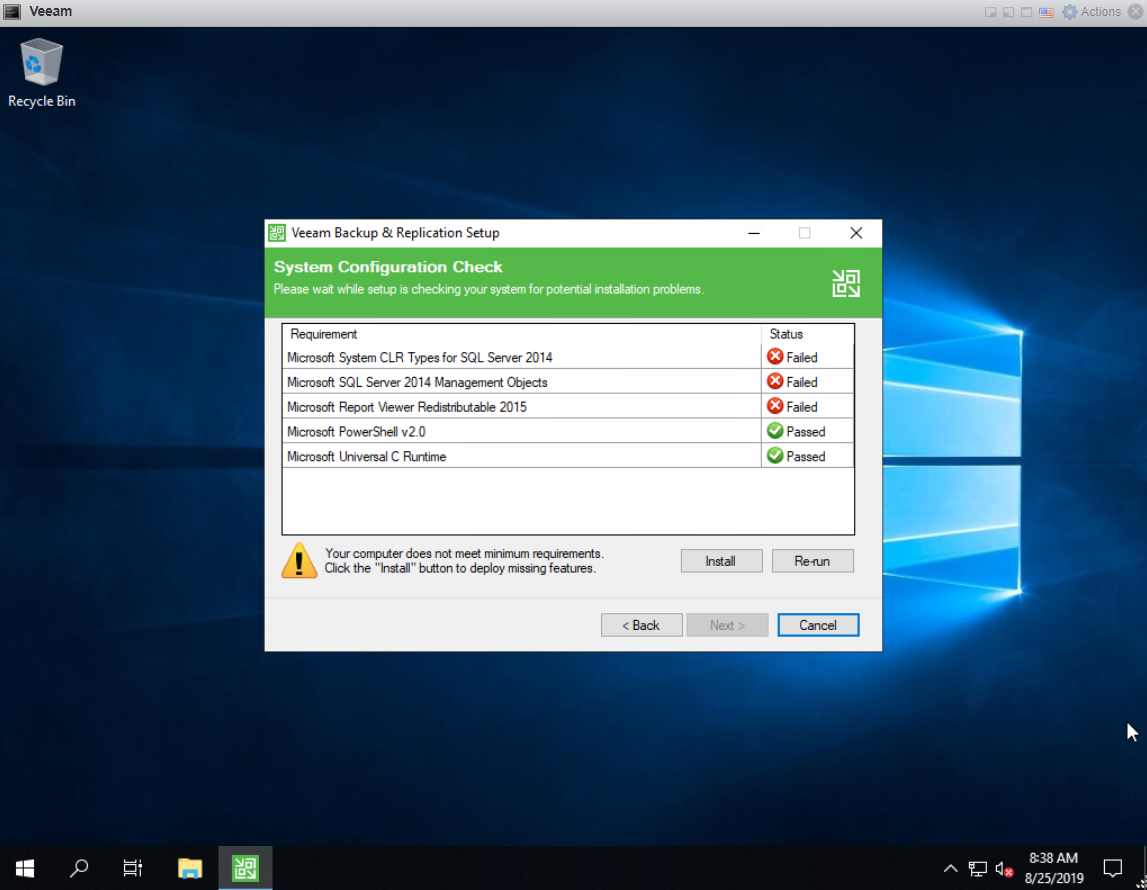 Veeam
Actions
Recycle Bin
Veeam Backup & Replication Setup
System Configuration Check
Please wait while setup is checking your system for potential installation problems.
Requirement Status
Microsoft System CLR Types for SQL Server 2014 Failed
Microsoft SQL Server 2014 Management Objects Failed
Microsoft Report Viewer Redistributable 2015 Failed
Microsoft PowerShell v2.0 Passed
Microsoft Universal C Runtime Passed
Your computer does not meet minimum requirements.
Click the "Install" button to deploy missing features.
Install Re-run
< Back Next > Cancel
8:38 AM
8/25/2019